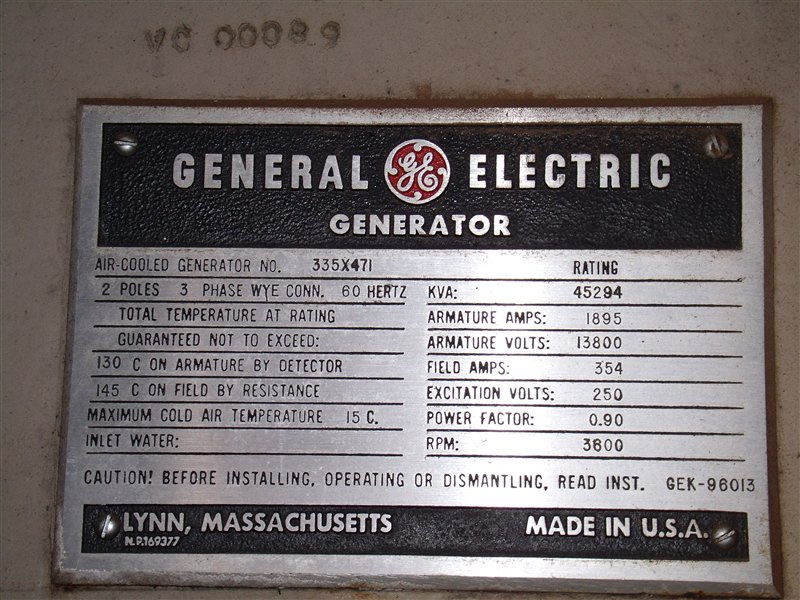 VC 00089
GENERAL GE ELECTRIC
GENERATOR
AIR-COOLED GENERATOR NO. 335X471 RATING
2 POLES 3 PHASE WYE CONN. 60 HERTZ KVA: 45294
TOTAL TEMPERATURE AT RATING ARMATURE AMPS: 1895
GUARANTEED NOT TO EXCEED: ARMATURE VOLTS: 13800
130 C ON ARMATURE BY DETECTOR FIELD AMPS: 354
145 C ON FIELD BY RESISTANCE EXCITATION VOLTS: 250
MAXIMUM COLD AIR TEMPERATURE 15 C. POWER FACTOR: 0.90
INLET WATER: RPM: 3600
CAUTION! BEFORE INSTALLING, OPERATING OR DISMANTLING, READ INST. GEK-96013
LYNN, MASSACHUSETTS MADE IN U.S.A.
N.P.169377